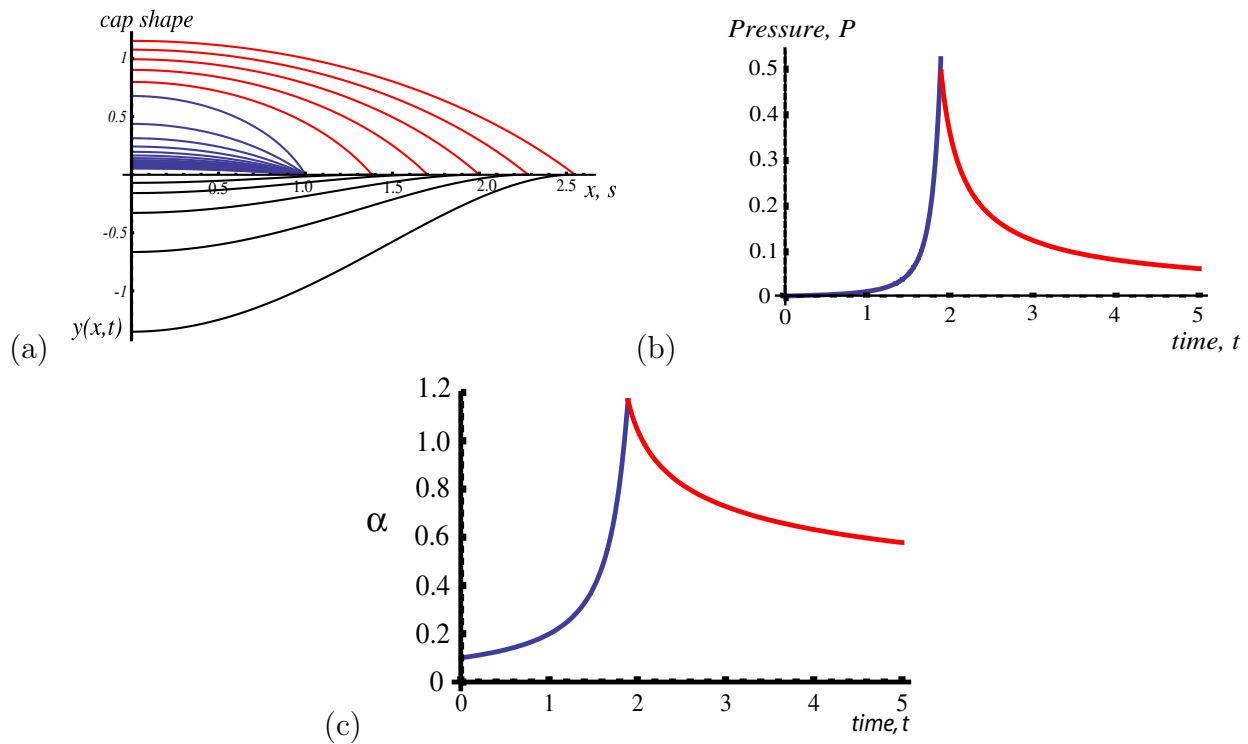 cap shape
1
0.5
0.5
1.0
1.5
2.0
2.5
x, s
-0.5
-1
y(x,t)
(a)
Pressure, P
0.5
0.4
0.3
0.2
0.1
0
0 1 2 3 4 5
time, t
(b)
1.2
1.0
0.8
α
0.6
0.4
0.2
0
0 1 2 3 4 5
time, t
(c)